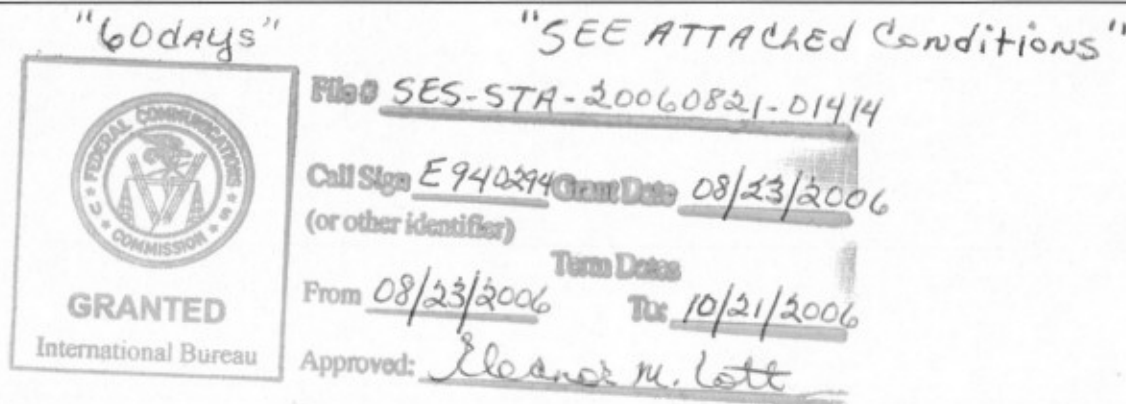 "60 days"
"SEE ATTAChEd Conditions"
File # SES-STA-20060821-01414
Call Sign E940294 Grant Date 08/23/2006
(or other identifier)
Term Dates
From 08/23/2006 To: 10/21/2006
Approved: Eleanor M. Lott
FEDERAL COMMUNICATIONS COMMISSION
GRANTED
International Bureau